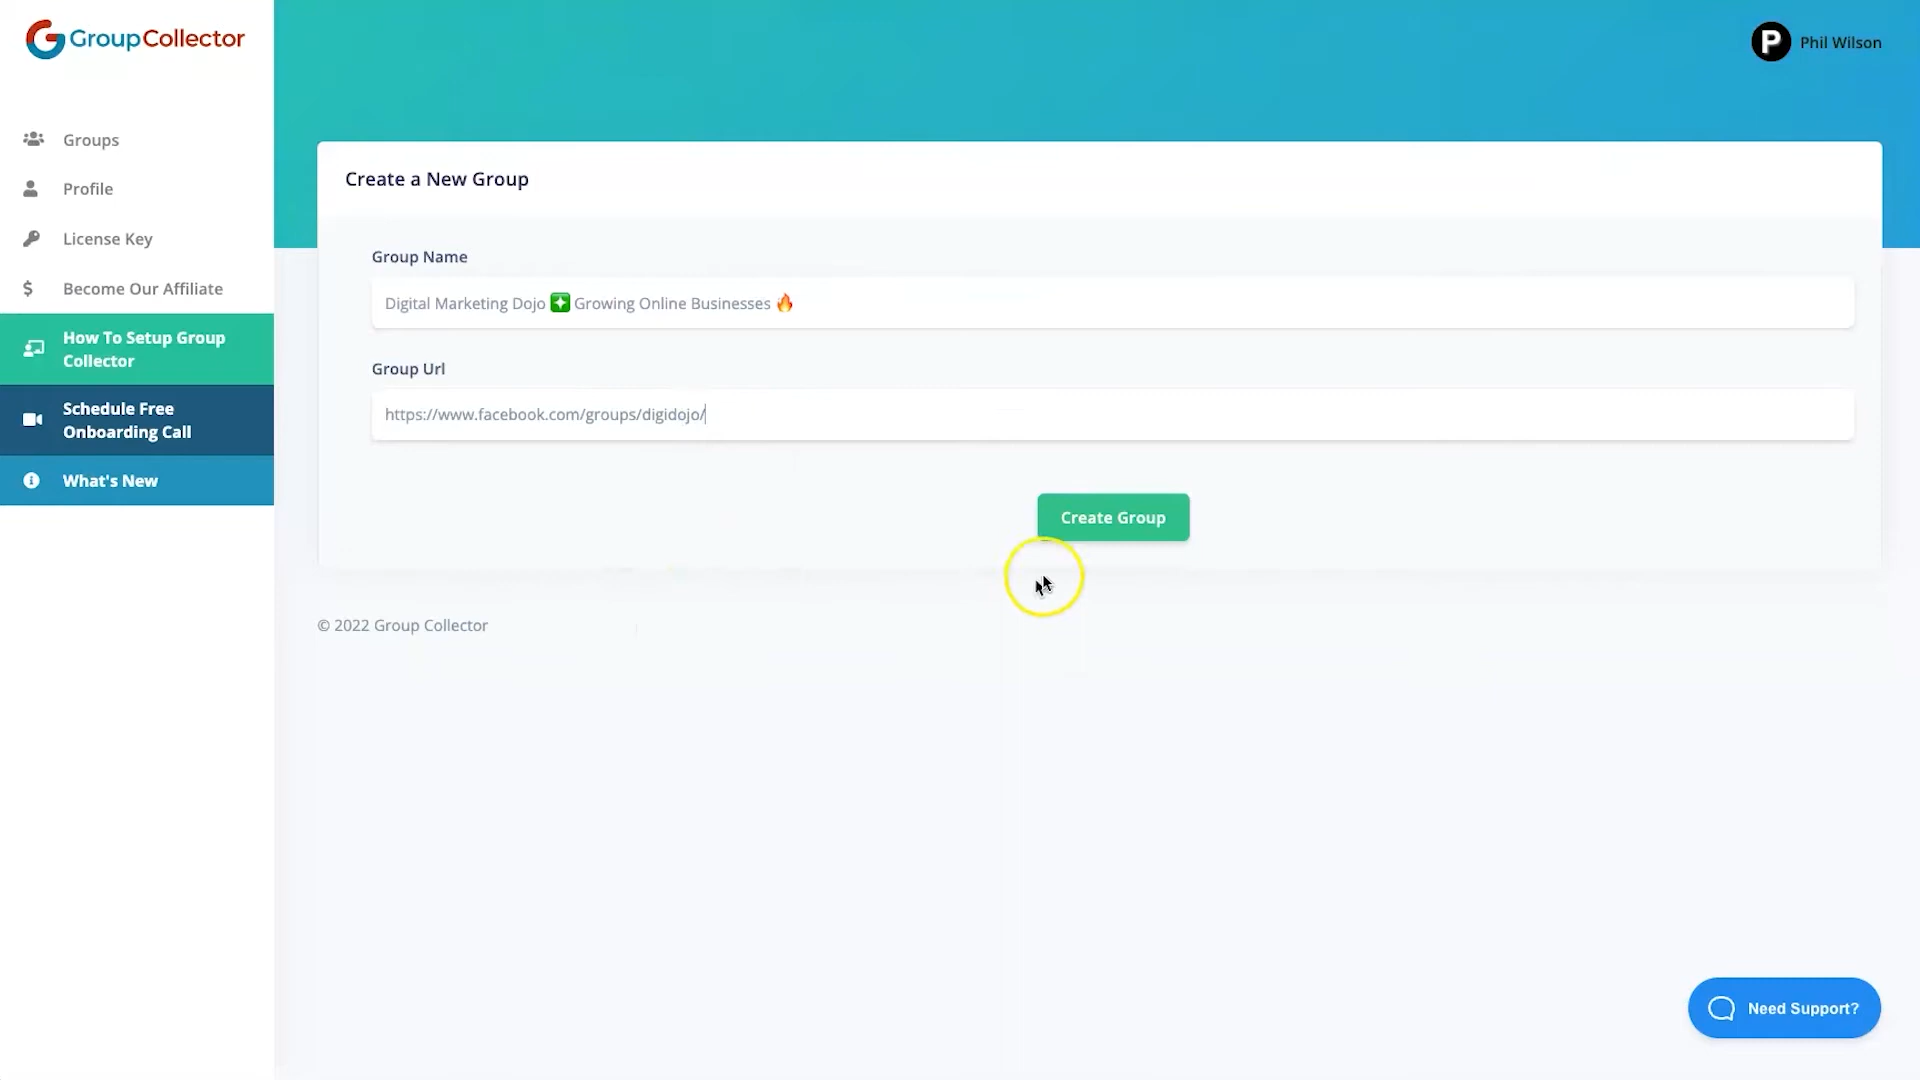 GroupCollector
Phil Wilson
Groups
Profile
License Key
Become Our Affiliate
How To Setup Group
Collector
Schedule Free
Onboarding Call
What's New
Create a New Group
Group Name
Digital Marketing Dojo ❇️ Growing Online Businesses 🔥
Group Url
https://www.facebook.com/groups/digidojo/
Create Group
© 2022 Group Collector
Need Support?